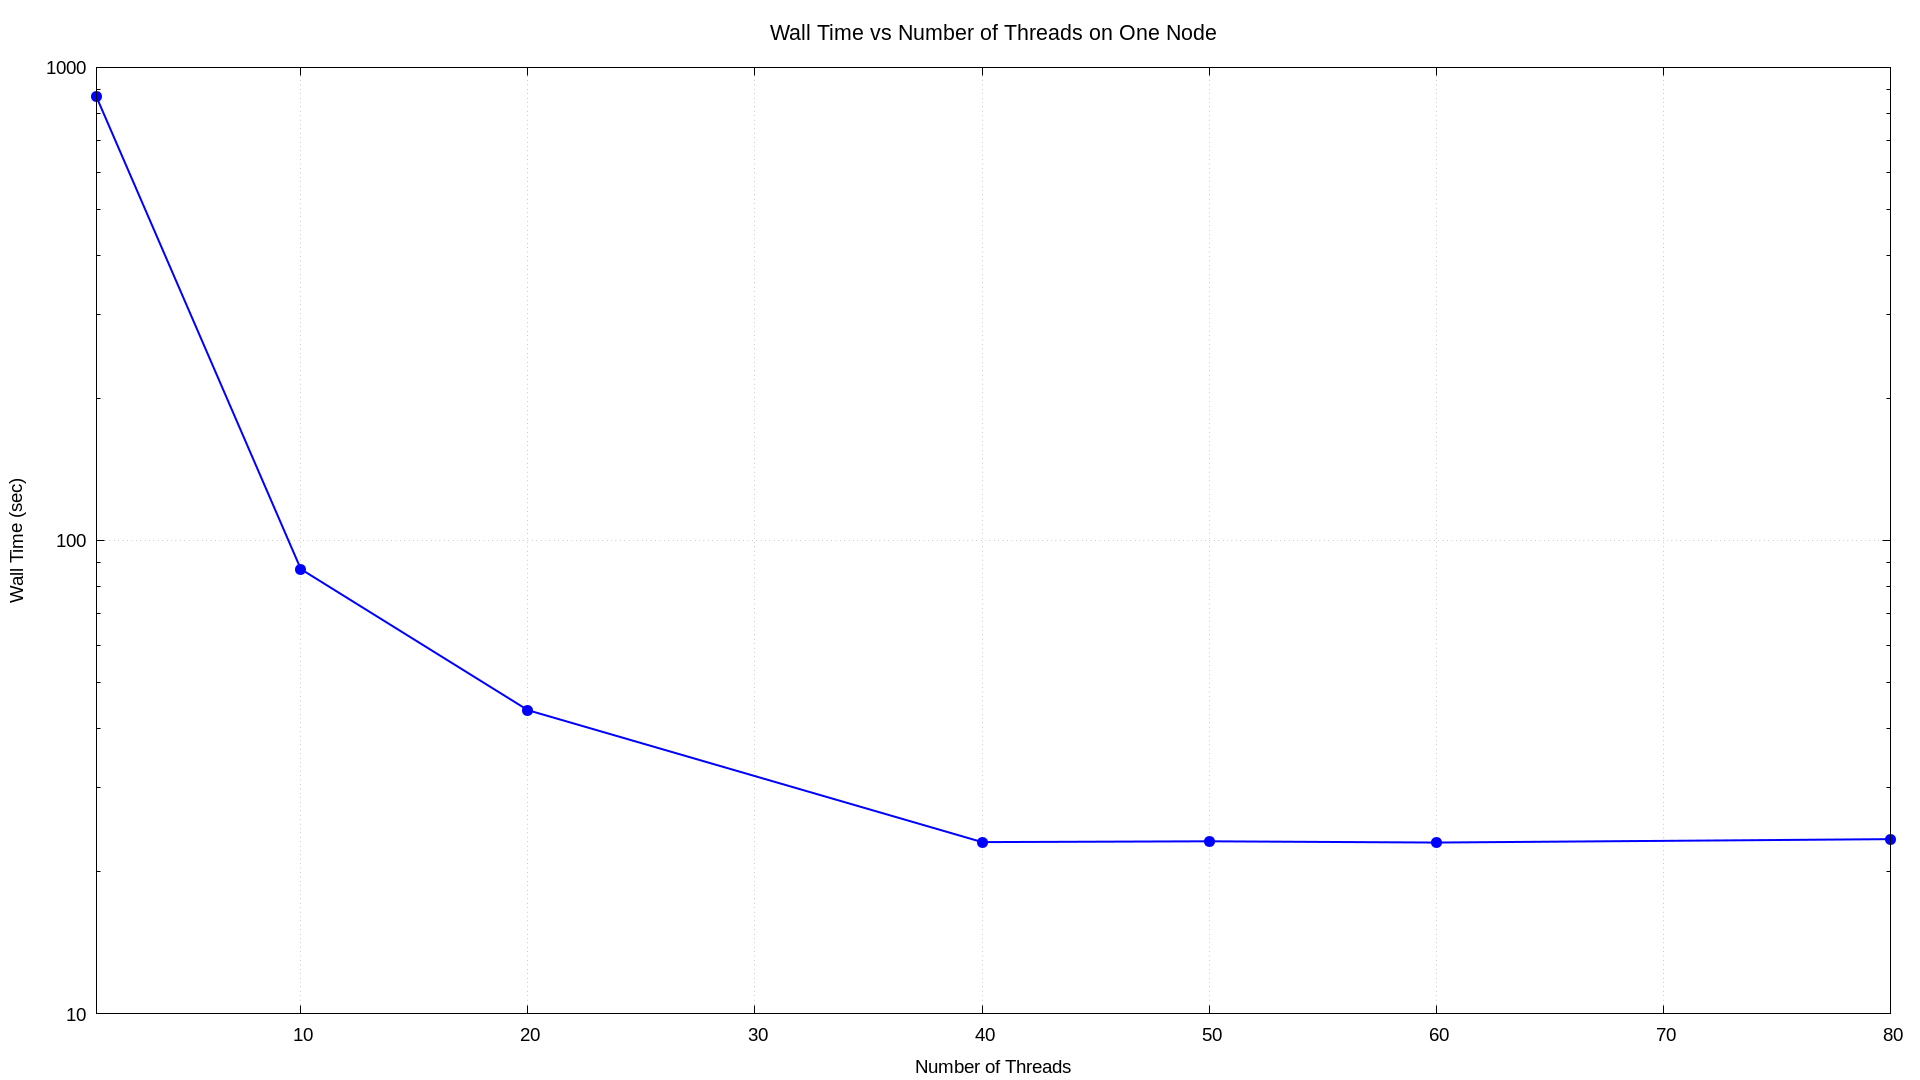 Wall Time vs Number of Threads on One Node
1000
100
10
Wall Time (sec)
10 20 30 40 50 60 70 80
Number of Threads